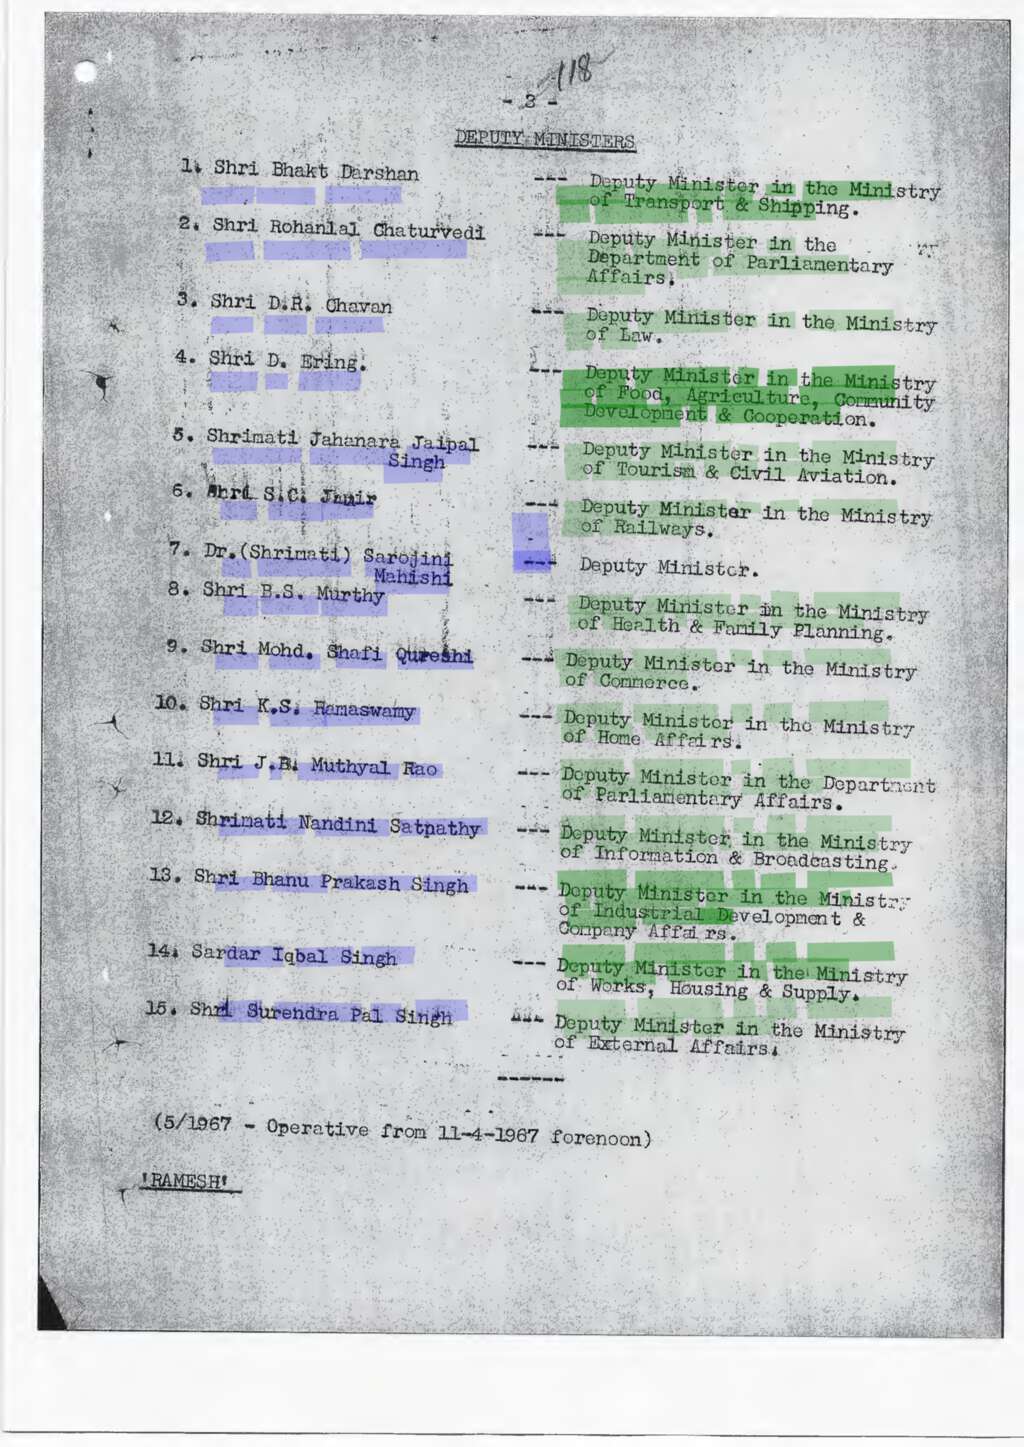 118
- 3 -
DEPUTY MINISTERS
1. Shri Bhakt Darshan --- Deputy Minister in the Ministry
of Transport & Shipping.
2. Shri Rohanlal Chaturvedi --- Deputy Minister in the
Department of Parliamentary
Affairs.
3. Shri D.R. Chavan --- Deputy Minister in the Ministry
of Law.
4. Shri D. Ering. --- Deputy Minister in the Ministry
of Food, Agriculture, Community
Development & Cooperation.
5. Shrimati Jahanara Jaipal --- Deputy Minister in the Ministry
Singh of Tourism & Civil Aviation.
6. Shri S.C. Jamir --- Deputy Minister in the Ministry
of Railways.
7. Dr.(Shrimati) Sarojini --- Deputy Minister.
Mahishi
8. Shri B.S. Murthy --- Deputy Minister in the Ministry
of Health & Family Planning.
9. Shri Mohd. Shafi Qureshi --- Deputy Minister in the Ministry
of Commerce.
10. Shri K.S. Ramaswamy --- Deputy Minister in the Ministry
of Home Affairs.
11. Shri J.B. Muthyal Rao --- Deputy Minister in the Department
of Parliamentary Affairs.
12. Shrimati Nandini Satpathy --- Deputy Minister in the Ministry
of Information & Broadcasting.
13. Shri Bhanu Prakash Singh --- Deputy Minister in the Ministry
of Industrial Development &
Company Affairs.
14. Sardar Iqbal Singh --- Deputy Minister in the Ministry
of Works, Housing & Supply.
15. Shri Surendra Pal Singh --- Deputy Minister in the Ministry
of External Affairs.
------
(5/1967 - Operative from 11-4-1967 forenoon)
'RAMESH'